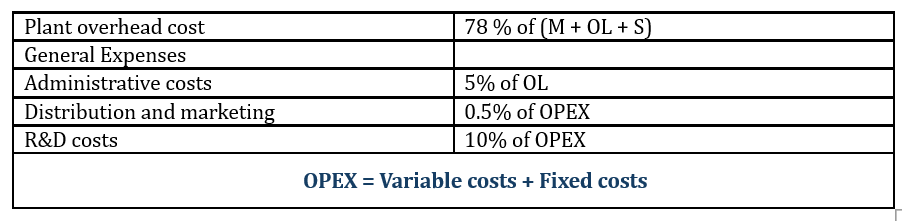 Plant overhead cost 78 % of (M + OL + S)
General Expenses
Administrative costs 5% of OL
Distribution and marketing 0.5% of OPEX
R&D costs 10% of OPEX
OPEX = Variable costs + Fixed costs